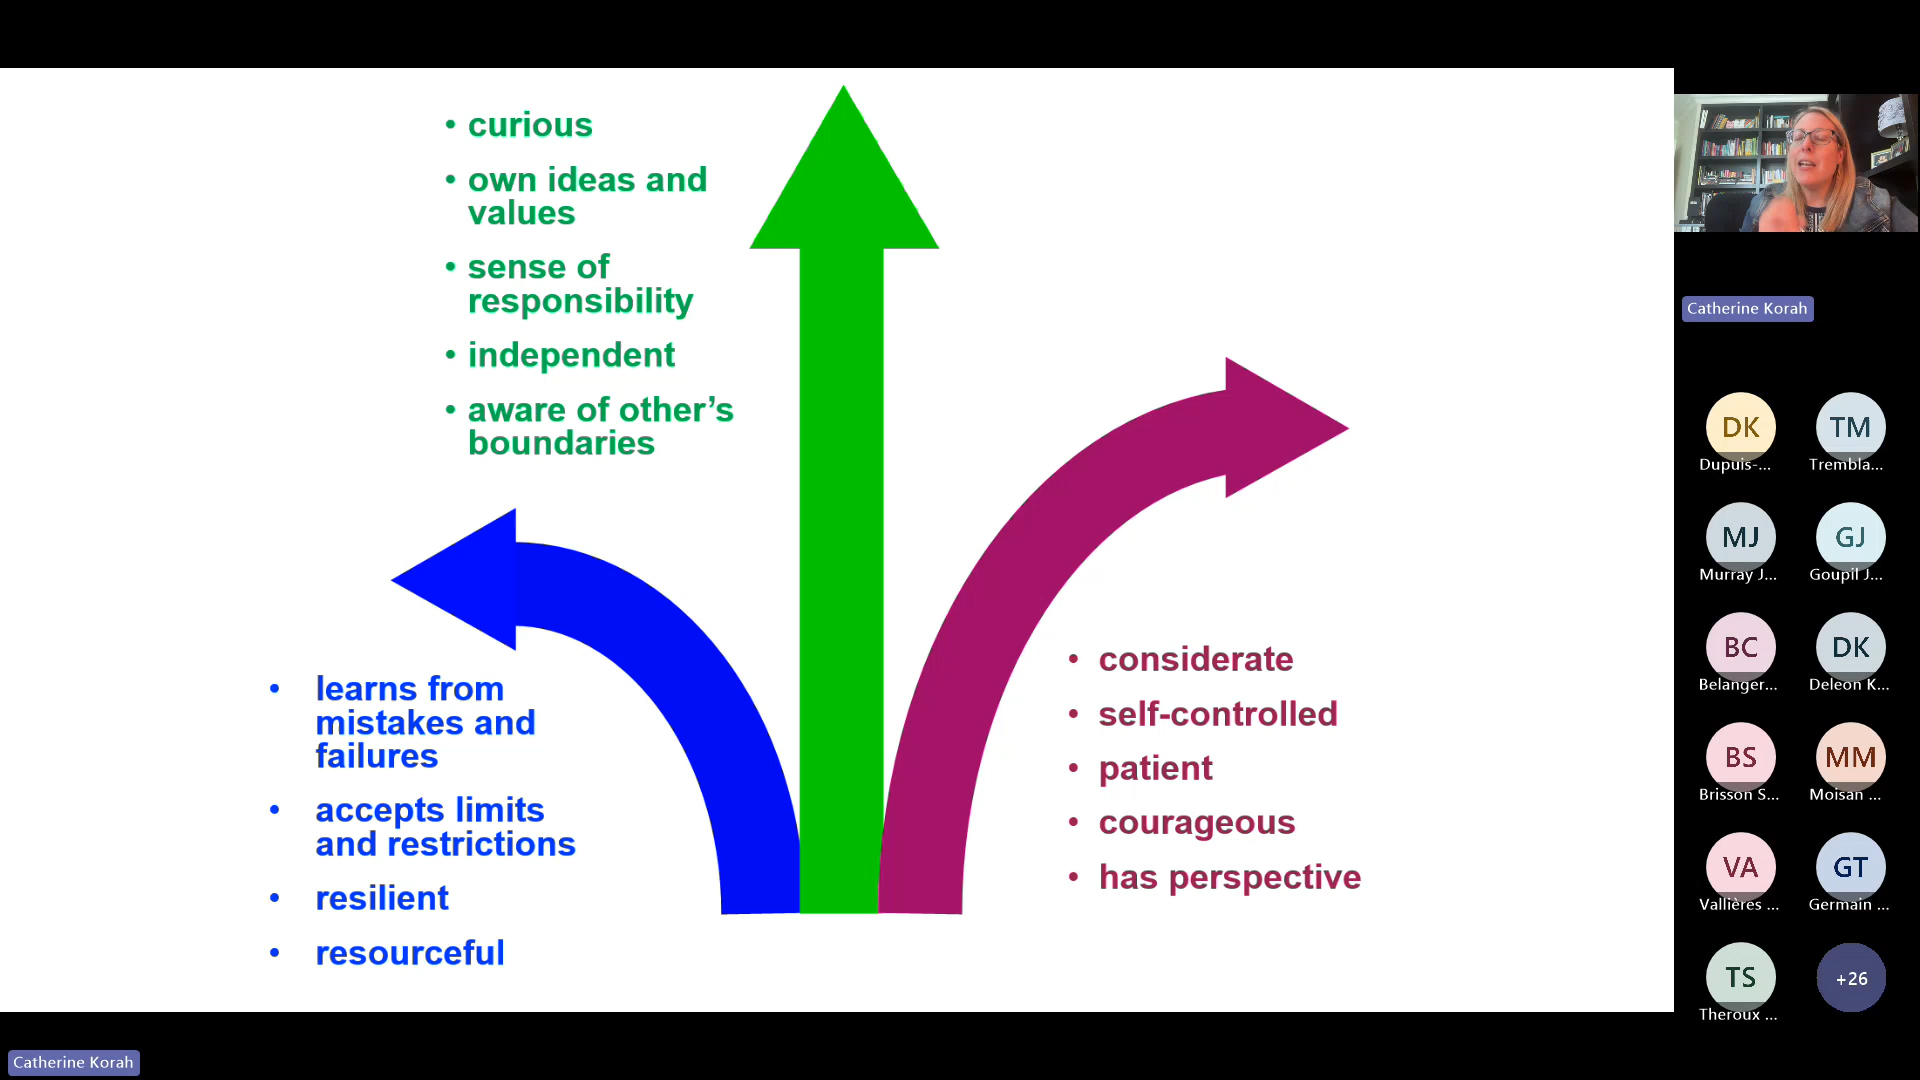 • curious
• own ideas and
values
• sense of
responsibility
• independent
• aware of other’s
boundaries
• learns from
mistakes and
failures
• accepts limits
and restrictions
• resilient
• resourceful
• considerate
• self-controlled
• patient
• courageous
• has perspective
Catherine Korah
DK
Dupuis-...
TM
Trembla...
MJ
Murray J...
GJ
Goupil J...
BC
Belanger...
DK
Deleon K...
BS
Brisson S...
MM
Moisan ...
VA
Vallières ...
GT
Germain ...
TS
Theroux ...
+26
Catherine Korah